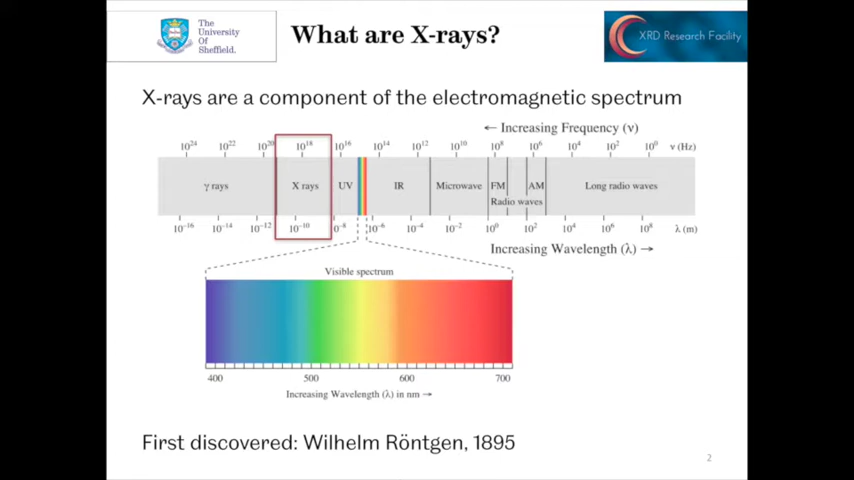 The
University
Of
Sheffield.
What are X-rays?
XRD Research Facility
X-rays are a component of the electromagnetic spectrum
← Increasing Frequency (ν)
10²⁴ 10²² 10²⁰ 10¹⁸ 10¹⁶ 10¹⁴ 10¹² 10¹⁰ 10⁸ 10⁶ 10⁴ 10² 10⁰ ν (Hz)
γ rays X rays UV IR Microwave FM AM Long radio waves
Radio waves
10⁻¹⁶ 10⁻¹⁴ 10⁻¹² 10⁻¹⁰ 10⁻⁸ 10⁻⁶ 10⁻⁴ 10⁻² 10⁰ 10² 10⁴ 10⁶ 10⁸ λ (m)
Increasing Wavelength (λ) →
Visible spectrum
400 500 600 700
Increasing Wavelength (λ) in nm →
First discovered: Wilhelm Röntgen, 1895
2